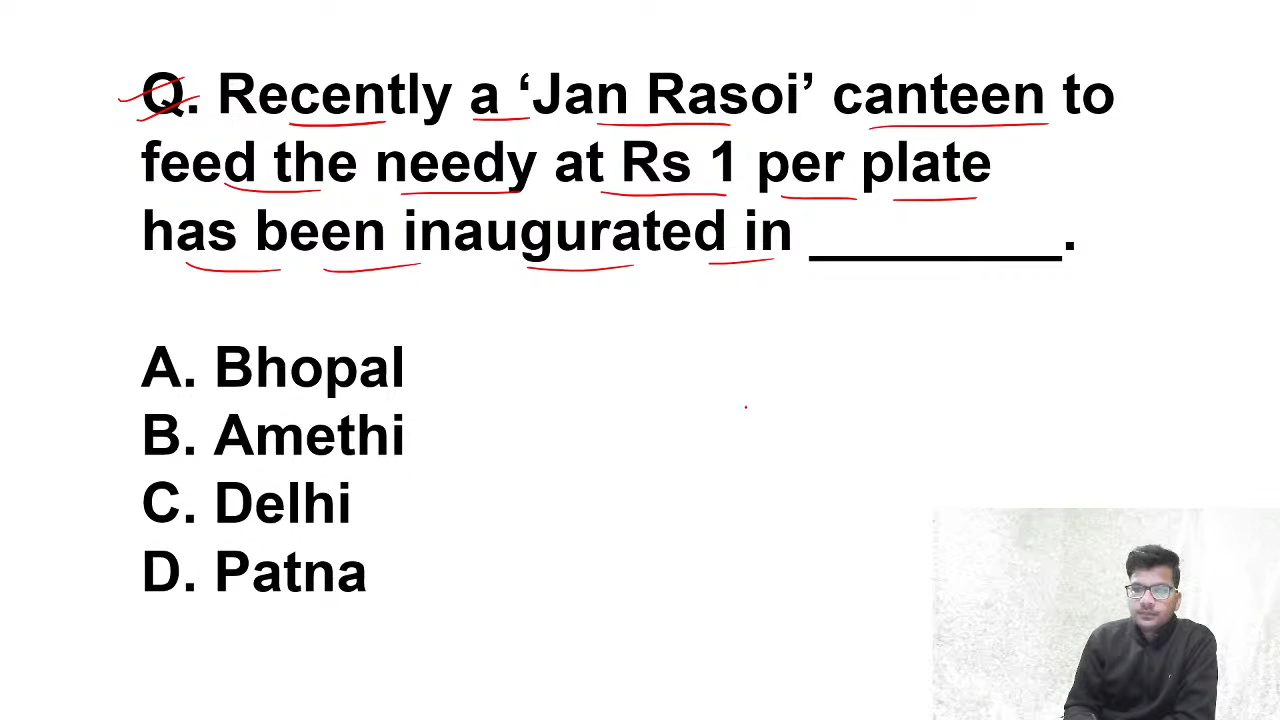 Q. Recently a ‘Jan Rasoi’ canteen to
feed the needy at Rs 1 per plate
has been inaugurated in ________.
A. Bhopal
B. Amethi
C. Delhi
D. Patna